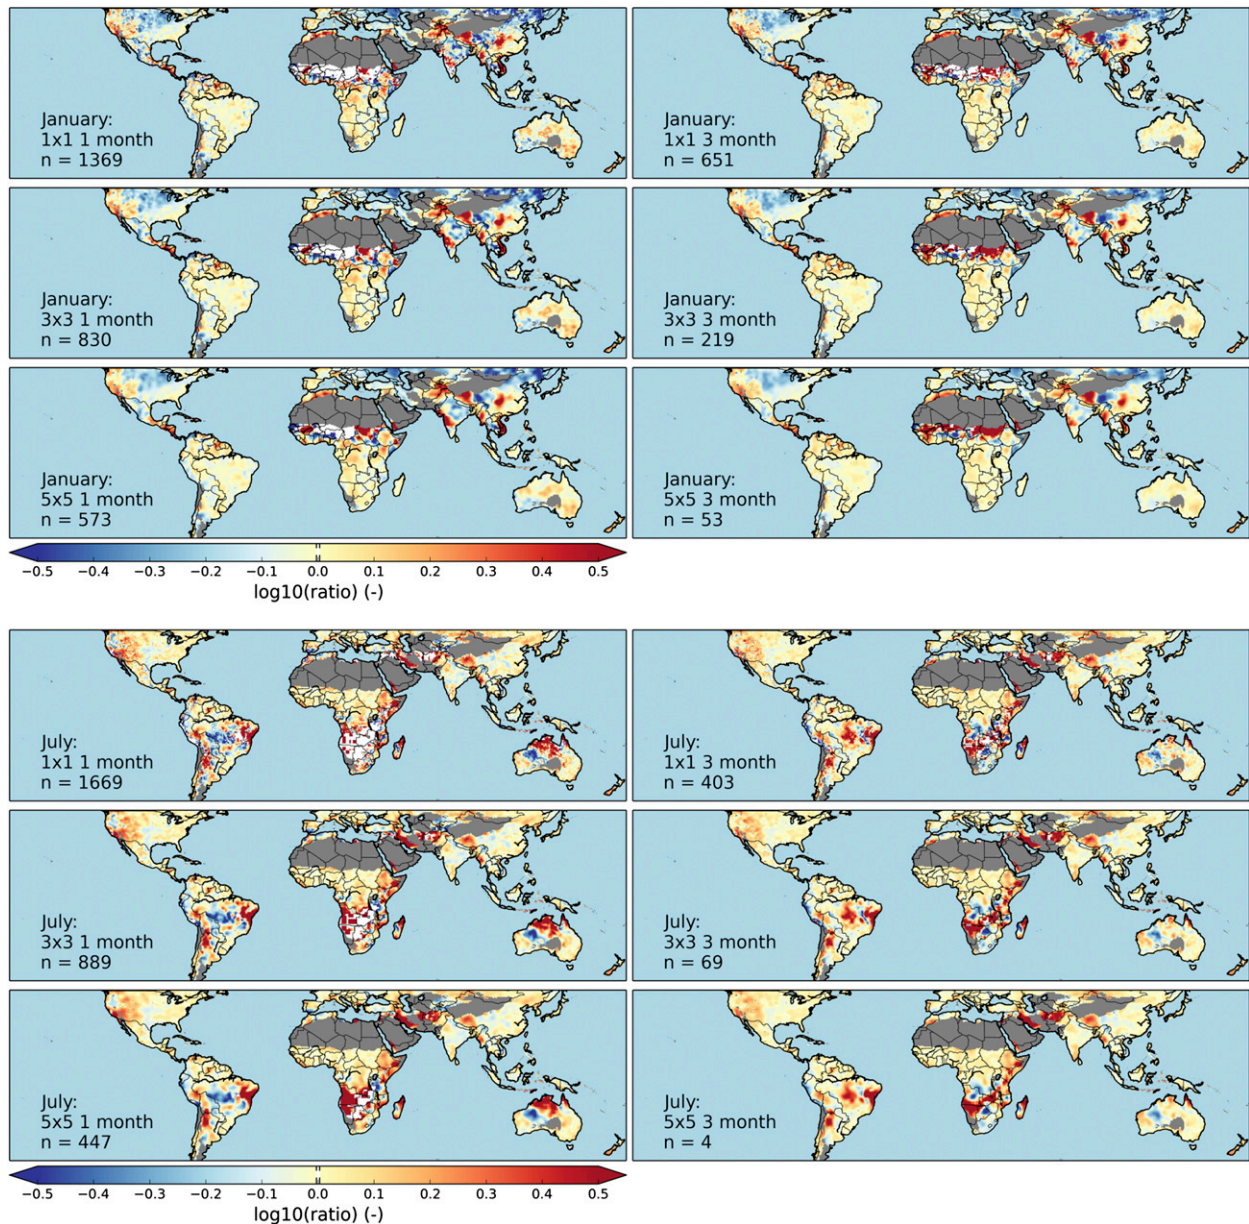 January:
1x1 1 month
n = 1369
January:
1x1 3 month
n = 651
January:
3x3 1 month
n = 830
January:
3x3 3 month
n = 219
January:
5x5 1 month
n = 573
January:
5x5 3 month
n = 53
−0.5 −0.4 −0.3 −0.2 −0.1 0.0 0.1 0.2 0.3 0.4 0.5
log10(ratio) (-)
July:
1x1 1 month
n = 1669
July:
1x1 3 month
n = 403
July:
3x3 1 month
n = 889
July:
3x3 3 month
n = 69
July:
5x5 1 month
n = 447
July:
5x5 3 month
n = 4
−0.5 −0.4 −0.3 −0.2 −0.1 0.0 0.1 0.2 0.3 0.4 0.5
log10(ratio) (-)